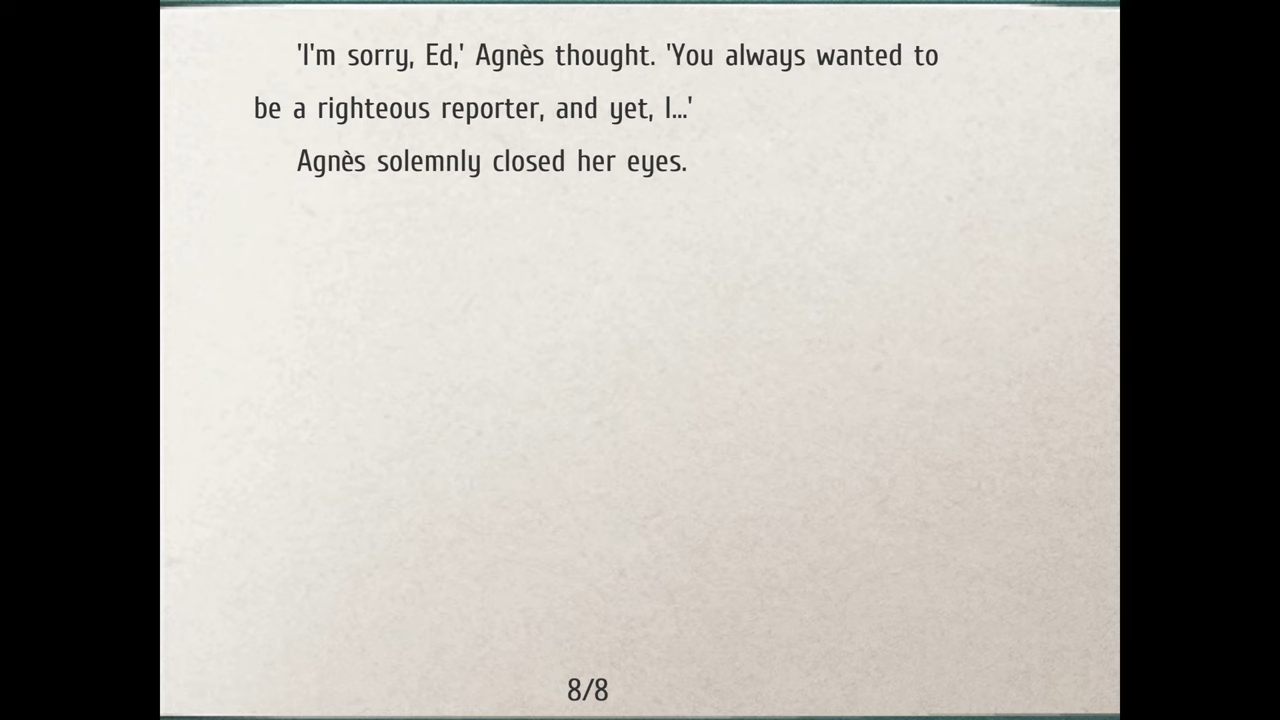 'I'm sorry, Ed,' Agnès thought. 'You always wanted to
be a righteous reporter, and yet, I...'
Agnès solemnly closed her eyes.
8/8